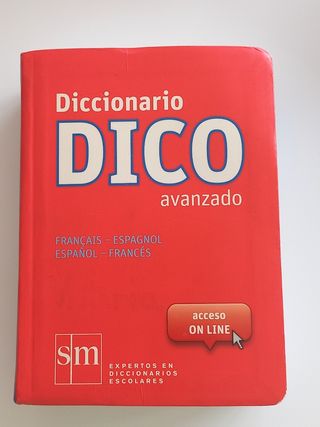 Diccionario
DICO
avanzado
FRANÇAIS - ESPAGNOL
ESPAÑOL - FRANCÉS
acceso
ON LINE
sm
EXPERTOS EN
DICCIONARIOS
ESCOLARES